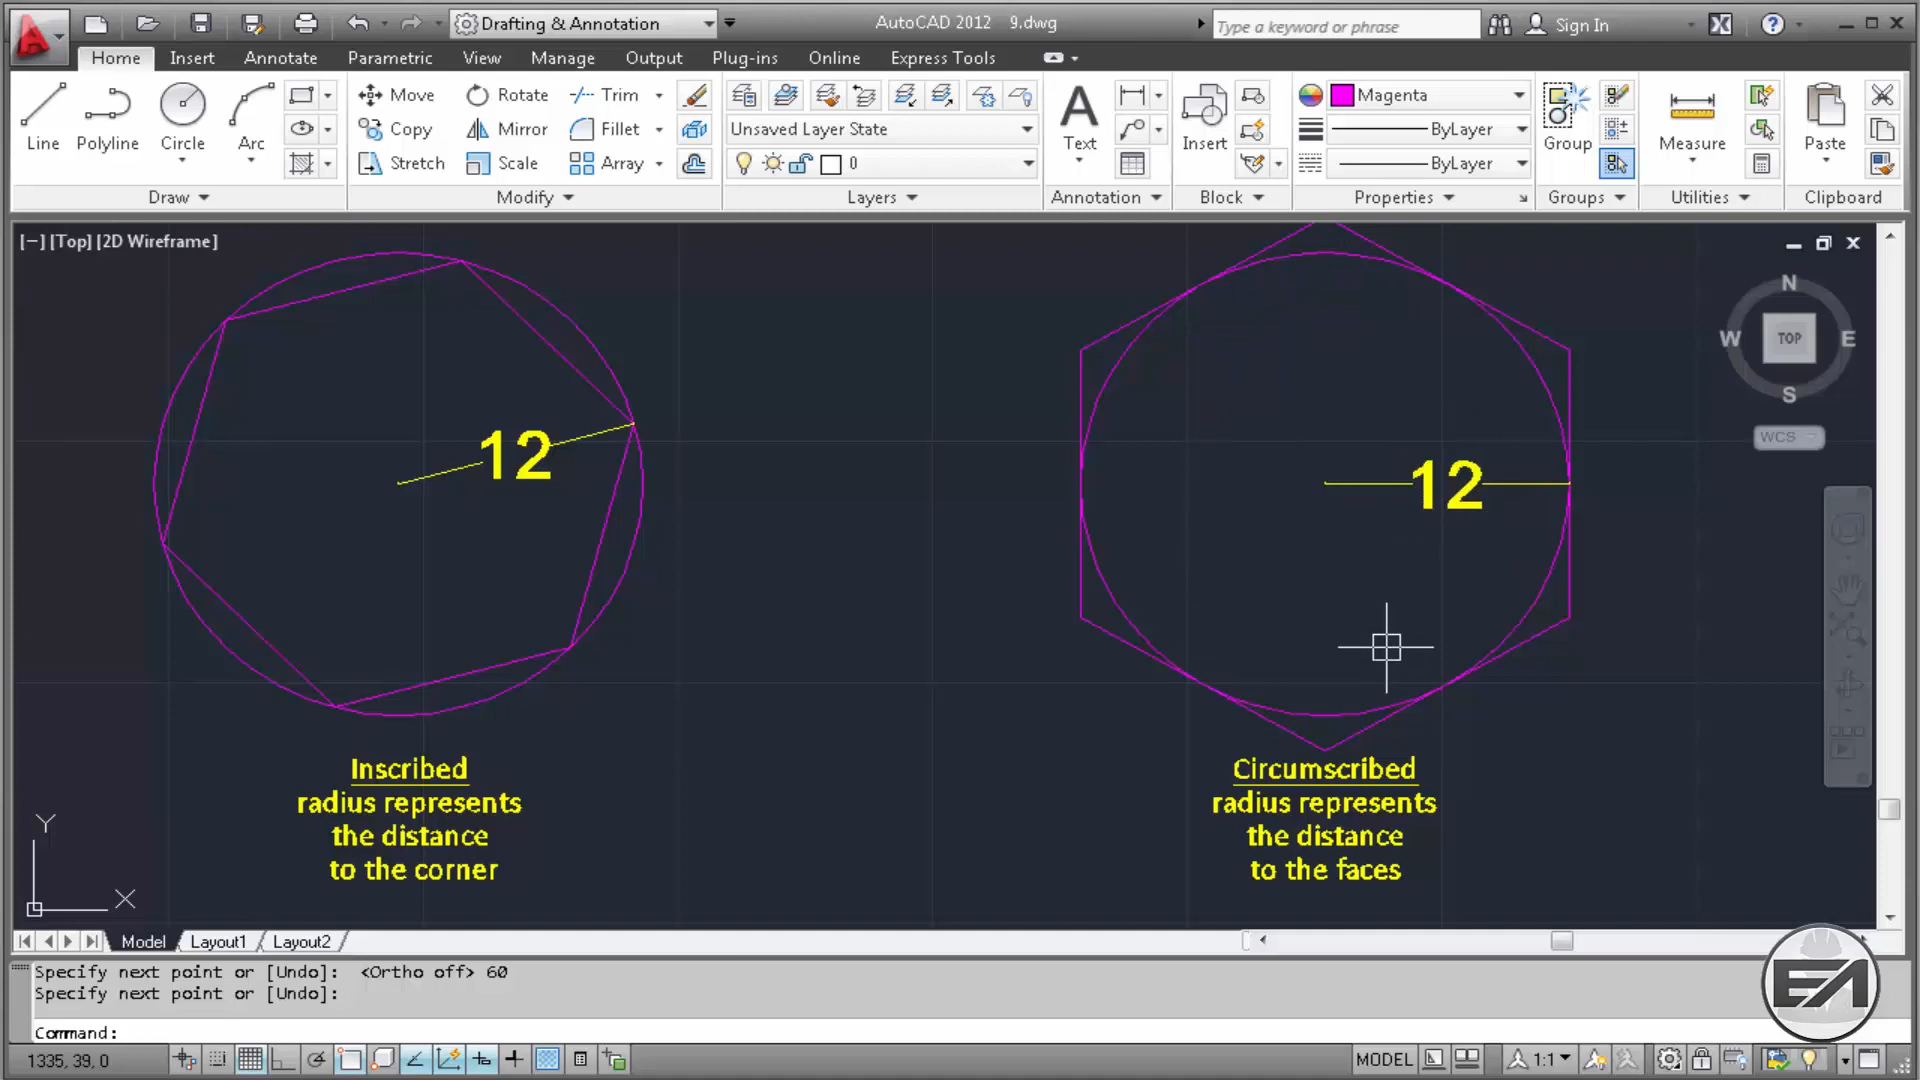 Drafting & Annotation
AutoCAD 2012 9.dwg
Type a keyword or phrase
Sign In
Home Insert Annotate Parametric View Manage Output Plug-ins Online Express Tools
Line
Polyline
Circle
Arc
Draw
Move Rotate Trim
Copy Mirror Fillet
Stretch Scale Array
Modify
Unsaved Layer State
0
Layers
Text
Annotation
Insert
Block
Magenta
ByLayer
ByLayer
Properties
Group
Groups
Measure
Utilities
Paste
Clipboard
[−] [Top] [2D Wireframe]
N
W TOP E
S
WCS
12
12
Inscribed
radius represents
the distance
to the corner
Circumscribed
radius represents
the distance
to the faces
Y
X
Model Layout1 Layout2
Specify next point or [Undo]: <Ortho off> 60
Specify next point or [Undo]:
Command:
1335, 39, 0
MODEL
1:1
EA